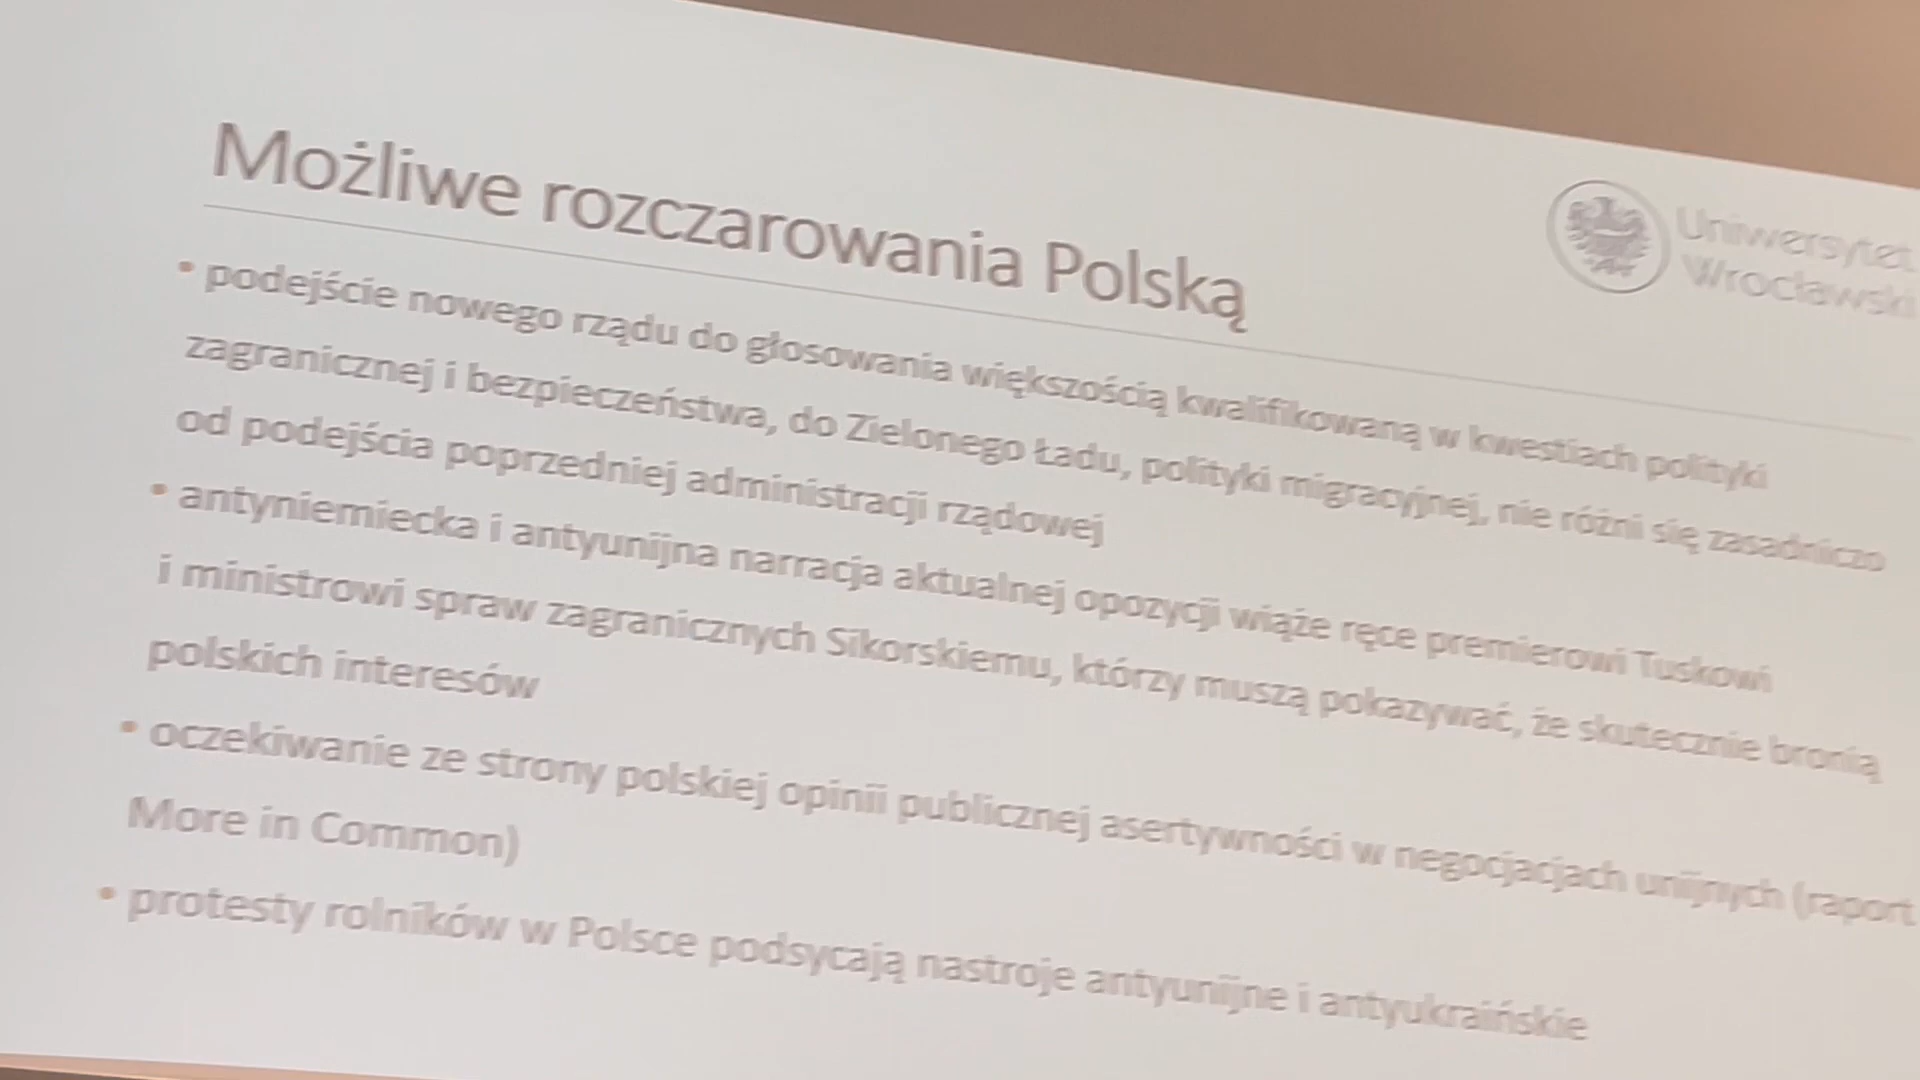 Możliwe rozczarowania Polską
Uniwersytet
Wrocławski
• podejście nowego rządu do głosowania większością kwalifikowaną w kwestiach polityki
zagranicznej i bezpieczeństwa, do Zielonego Ładu, polityki migracyjnej, nie różni się zasadniczo
od podejścia poprzedniej administracji rządowej
• antyniemiecka i antyunijna narracja aktualnej opozycji wiąże ręce premierowi Tuskowi
i ministrowi spraw zagranicznych Sikorskiemu, którzy muszą pokazywać, że skutecznie bronią
polskich interesów
• oczekiwanie ze strony polskiej opinii publicznej asertywności w negocjacjach unijnych (raport
More in Common)
• protesty rolników w Polsce podsycają nastroje antyunijne i antyukraińskie